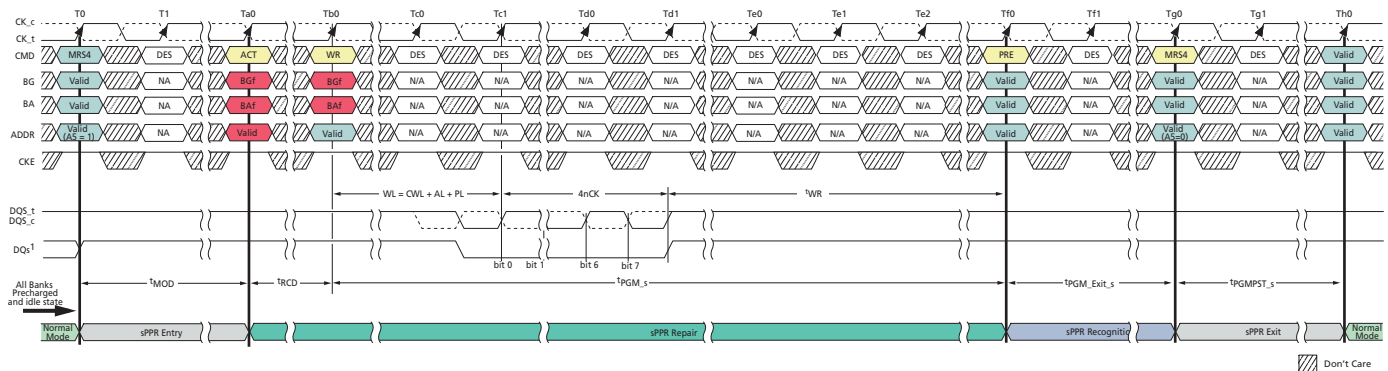 T0 T1 Ta0 Tb0 Tc0 Tc1 Td0 Td1 Te0 Te1 Te2 Tf0 Tf1 Tg0 Tg1 Th0
CK_c
CK_t
CMD MRS4 DES ACT WR DES DES DES DES DES DES DES PRE DES MRS4 DES Valid
BG Valid NA BGf BGf N/A N/A N/A N/A N/A N/A N/A Valid N/A Valid N/A Valid
BA Valid NA BAf BAf N/A N/A N/A N/A N/A N/A N/A Valid N/A Valid N/A Valid
ADDR Valid (A5 = 1) NA Valid Valid N/A N/A N/A N/A N/A N/A N/A Valid N/A Valid (A5=0) N/A Valid
CKE
WL = CWL + AL + PL 4nCK tWR
DQS_t
DQS_c
DQs1
bit 0 bit 1 bit 6 bit 7
All Banks
Precharged
and idle state
tMOD tRCD tPGM_s tPGM_Exit_s tPGMPST_s
Normal Mode sPPR Entry sPPR Repair sPPR Recognitio sPPR Exit Normal Mode
Don't Care